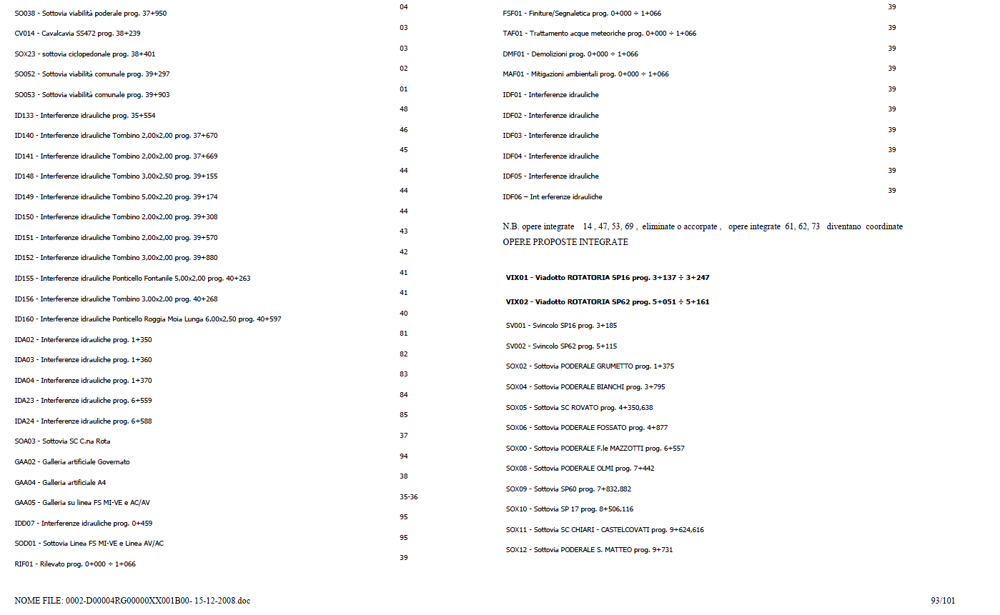 SO038 - Sottovia viabilità poderale prog. 37+950 04
CV014 - Cavalcavia SS472 prog. 38+239 03
SOX23 - sottovia ciclopedonale prog. 38+401 03
SO052 - Sottovia viabilità comunale prog. 39+297 02
SO053 - Sottovia viabilità comunale prog. 39+903 01
ID133 - Interferenze idrauliche prog. 35+554 48
ID140 - Interferenze idrauliche Tombino 2,00x2,00 prog. 37+670 46
ID141 - Interferenze idrauliche Tombino 2,00x2,00 prog. 37+669 45
ID148 - Interferenze idrauliche Tombino 3,00x2,50 prog. 39+155 44
ID149 - Interferenze idrauliche Tombino 5,00x2,20 prog. 39+174 44
ID150 - Interferenze idrauliche Tombino 2,00x2,00 prog. 39+308 44
ID151 - Interferenze idrauliche Tombino 2,00x2,00 prog. 39+570 43
ID152 - Interferenze idrauliche Tombino 3,00x2,00 prog. 39+880 42
ID155 - Interferenze idrauliche Ponticello Fontanile 5,00x2,00 prog. 40+263 41
ID156 - Interferenze idrauliche Tombino 3,00x2,00 prog. 40+268 41
ID160 - Interferenze idrauliche Ponticello Roggia Moia Lunga 6,00x2,50 prog. 40+597 40
IDA02 - Interferenze idrauliche prog. 1+350 81
IDA03 - Interferenze idrauliche prog. 1+360 82
IDA04 - Interferenze idrauliche prog. 1+370 83
IDA23 - Interferenze idrauliche prog. 6+559 84
IDA24 - Interferenze idrauliche prog. 6+588 85
SOA03 - Sottovia SC C.na Rota 37
GAA02 - Galleria artificiale Governato 94
GAA04 - Galleria artificiale A4 38
GAA05 - Galleria su linea FS MI-VE e AC/AV 35-36
IDD07 - Interferenze idrauliche prog. 0+459 95
SOD01 - Sottovia Linea FS MI-VE e Linea AV/AC 95
RIF01 - Rilevato prog. 0+000 ÷ 1+066 39
FSF01 - Finiture/Segnaletica prog. 0+000 ÷ 1+066 39
TAF01 - Trattamento acque meteoriche prog. 0+000 ÷ 1+066 39
DMF01 - Demolizioni prog. 0+000 ÷ 1+066 39
MAF01 - Mitigazioni ambientali prog. 0+000 ÷ 1+066 39
IDF01 - Interferenze idrauliche 39
IDF02 - Interferenze idrauliche 39
IDF03 - Interferenze idrauliche 39
IDF04 - Interferenze idrauliche 39
IDF05 - Interferenze idrauliche 39
IDF06 – Int erferenze idrauliche 39
N.B. opere integrate 14 , 47, 53, 69 , eliminate o accorpate , opere integrate 61, 62, 73 diventano coordinate
OPERE PROPOSTE INTEGRATE
VIX01 - Viadotto ROTATORIA SP16 prog. 3+137 ÷ 3+247
VIX02 - Viadotto ROTATORIA SP62 prog. 5+051 ÷ 5+161
SV001 - Svincolo SP16 prog. 3+185
SV002 - Svincolo SP62 prog. 5+115
SOX02 - Sottovia PODERALE GRUMETTO prog. 1+375
SOX04 - Sottovia PODERALE BIANCHI prog. 3+795
SOX05 - Sottovia SC ROVATO prog. 4+350,638
SOX06 - Sottovia PODERALE FOSSATO prog. 4+877
SOX00 - Sottovia PODERALE F.le MAZZOTTI prog. 6+557
SOX08 - Sottovia PODERALE OLMI prog. 7+442
SOX09 - Sottovia SP60 prog. 7+832,882
SOX10 - Sottovia SP 17 prog. 8+506,116
SOX11 - Sottovia SC CHIARI - CASTELCOVATI prog. 9+624,616
SOX12 - Sottovia PODERALE S. MATTEO prog. 9+731
NOME FILE: 0002-D00004RG00000XX001B00- 15-12-2008.doc 93/101